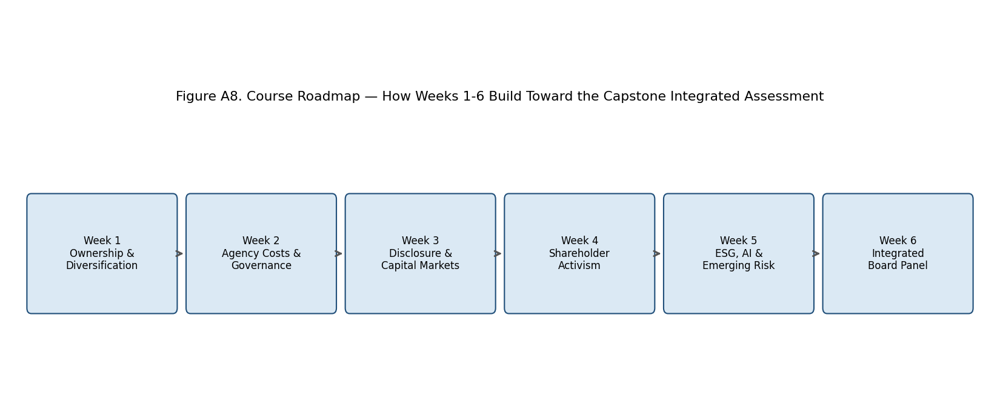 Figure A8. Course Roadmap — How Weeks 1-6 Build Toward the Capstone Integrated Assessment
Week 1
Ownership &
Diversification
Week 2
Agency Costs &
Governance
Week 3
Disclosure &
Capital Markets
Week 4
Shareholder
Activism
Week 5
ESG, AI &
Emerging Risk
Week 6
Integrated
Board Panel